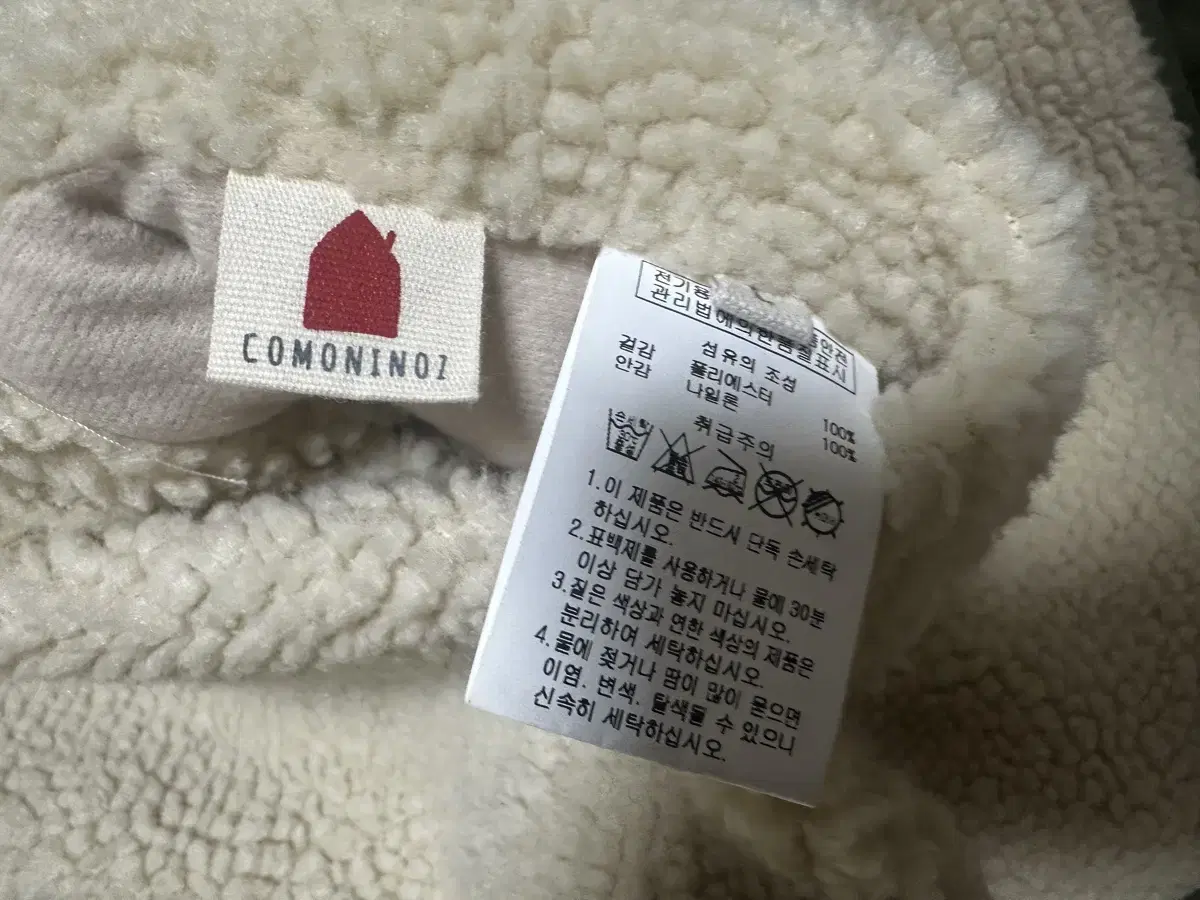 COMONINOI
관리법에의한품질표시
섬유의 조섬
겉감 폴리에스터 100%
안감 나일론 100%
취급주의
1.이 제품은 반드시 단독 손세탁
하십시오.
2.표백제를 사용하거나 물에 30분
이상 담가 놓지 마십시오.
3.짙은 색상과 연한 색상의 제품은
분리하여 세탁하십시오.
4.물에 젖거나 땀이 많이 묻으면
이염. 변색. 탈색될 수 있으니
신속히 세탁하십시오.